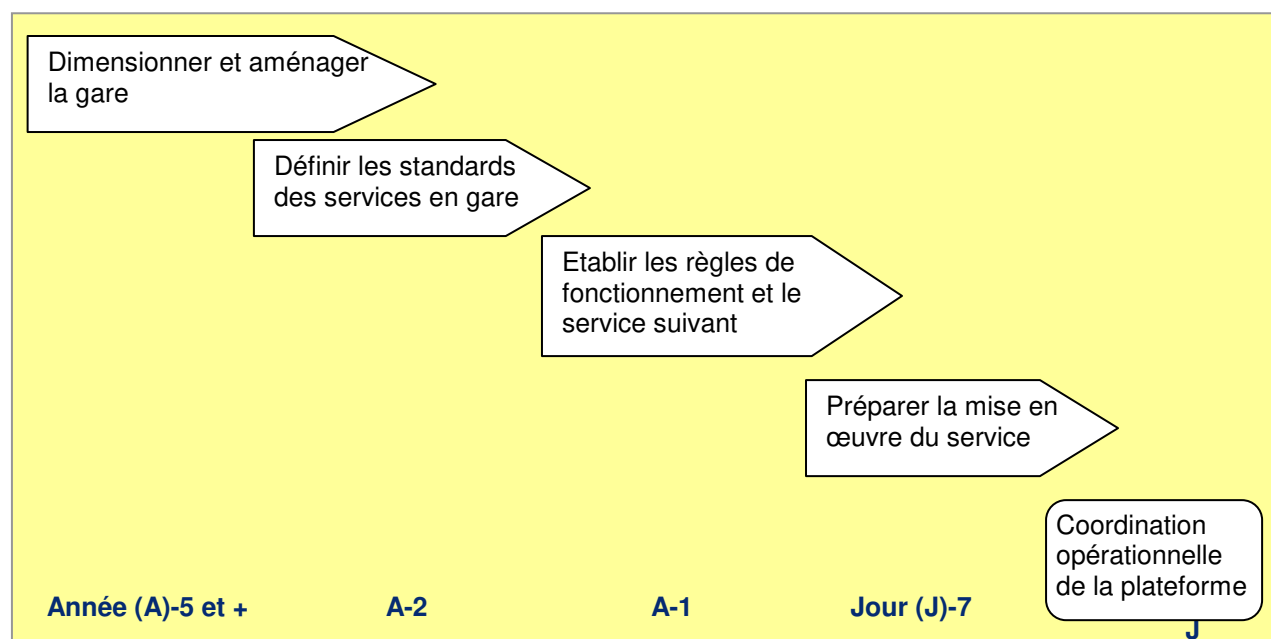 Dimensionner et aménager
la gare
Définir les standards
des services en gare
Etablir les règles de
fonctionnement et le
service suivant
Préparer la mise en
œuvre du service
Coordination
opérationnelle
de la plateforme
Année (A)-5 et +
A-2
A-1
Jour (J)-7
J